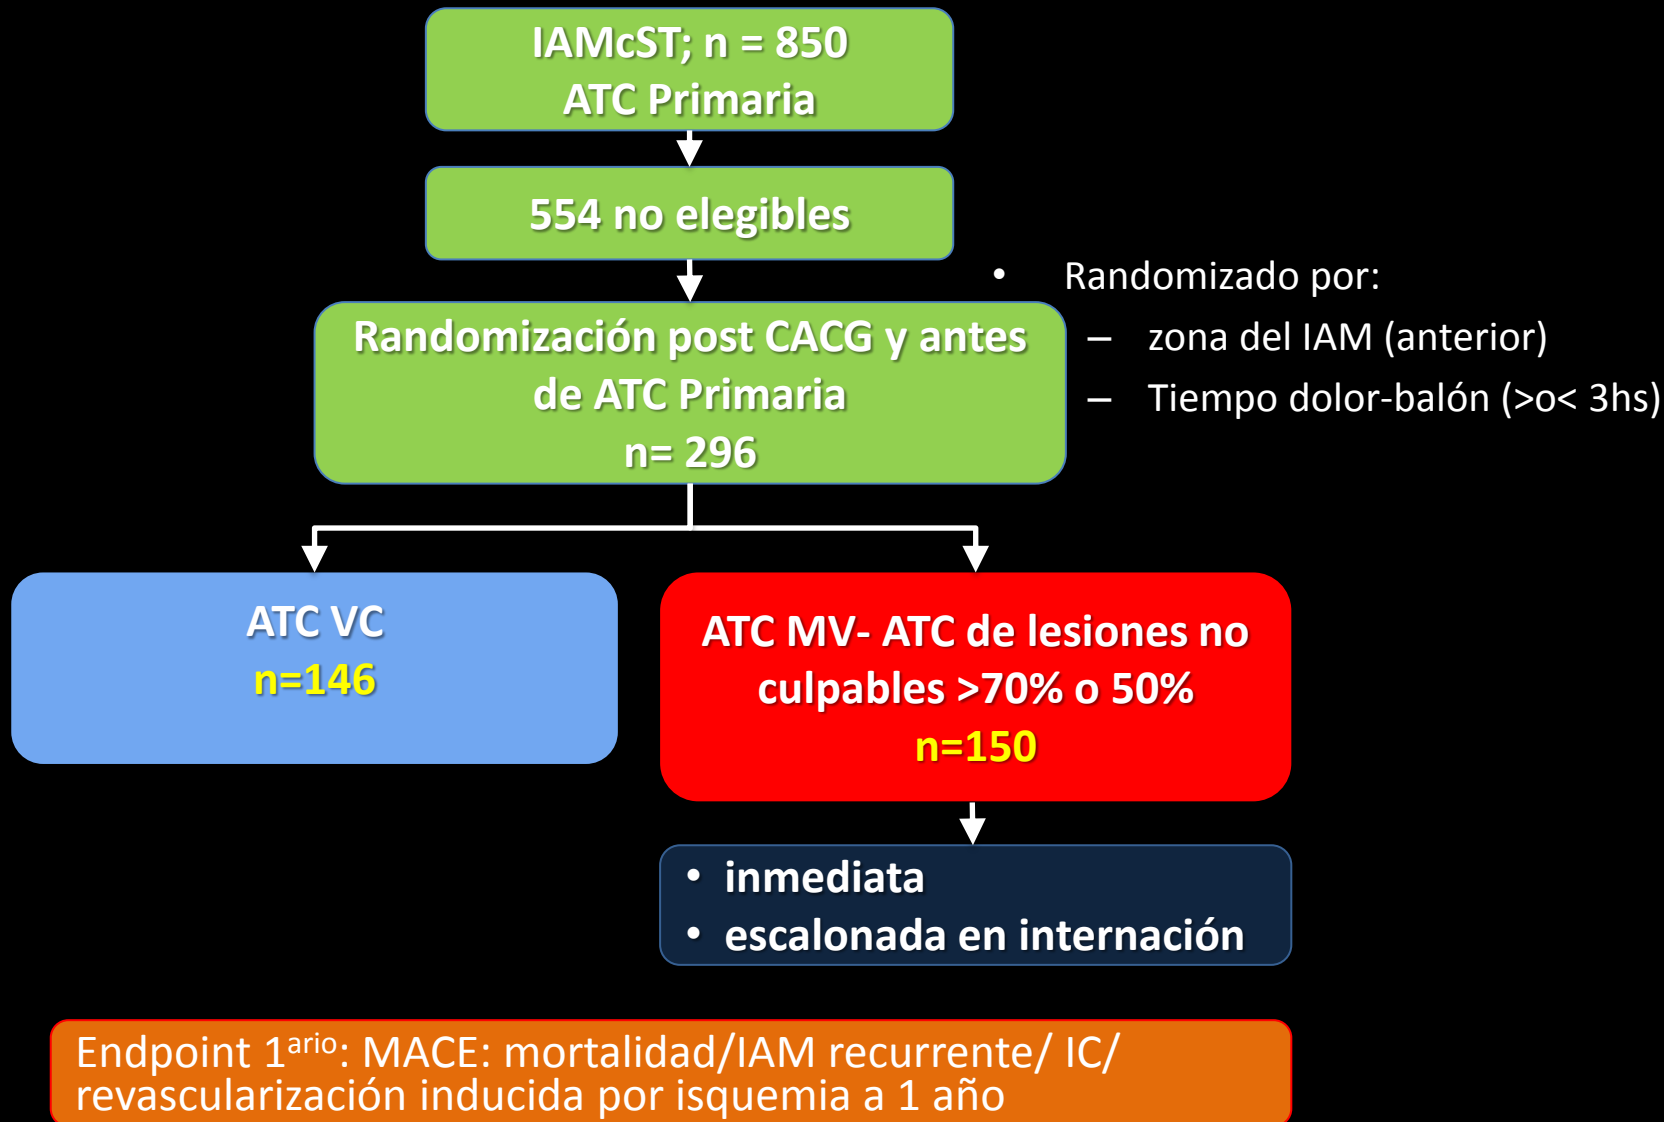 IAMcST; n = 850
ATC Primaria
554 no elegibles
• Randomizado por:
– zona del IAM (anterior)
– Tiempo dolor-balón (>o< 3hs)
Randomización post CACG y antes
de ATC Primaria
n= 296
ATC VC
n=146
ATC MV- ATC de lesiones no
culpables >70% o 50%
n=150
• inmediata
• escalonada en internación
Endpoint 1ario: MACE: mortalidad/IAM recurrente/ IC/
revascularización inducida por isquemia a 1 año